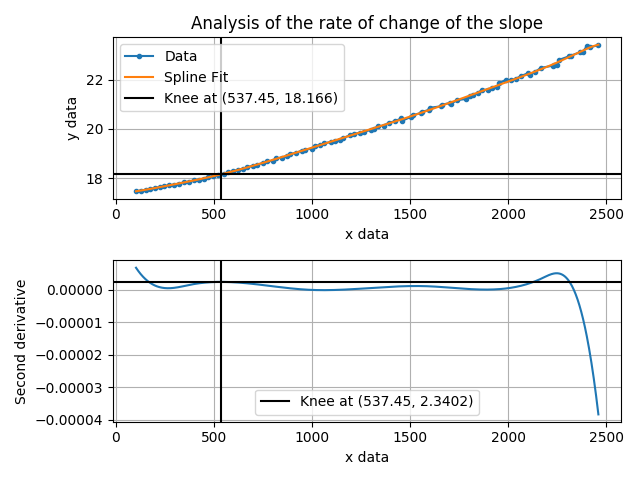 Analysis of the rate of change of the slope
y data
22
20
18
Data
Spline Fit
Knee at (537.45, 18.166)
0
500
1000
1500
2000
2500
x data
Second derivative
0.00000
−0.00001
−0.00002
−0.00003
−0.00004
Knee at (537.45, 2.3402)
0
500
1000
1500
2000
2500
x data